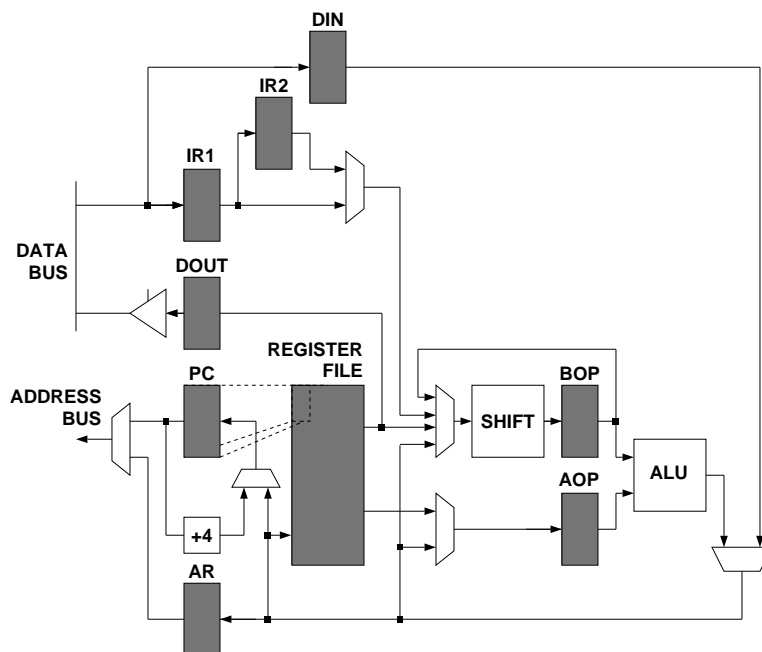 DIN
IR2
IR1
DATA
BUS
DOUT
REGISTER
FILE
PC
BOP
ADDRESS
BUS
SHIFT
AOP
ALU
+4
AR